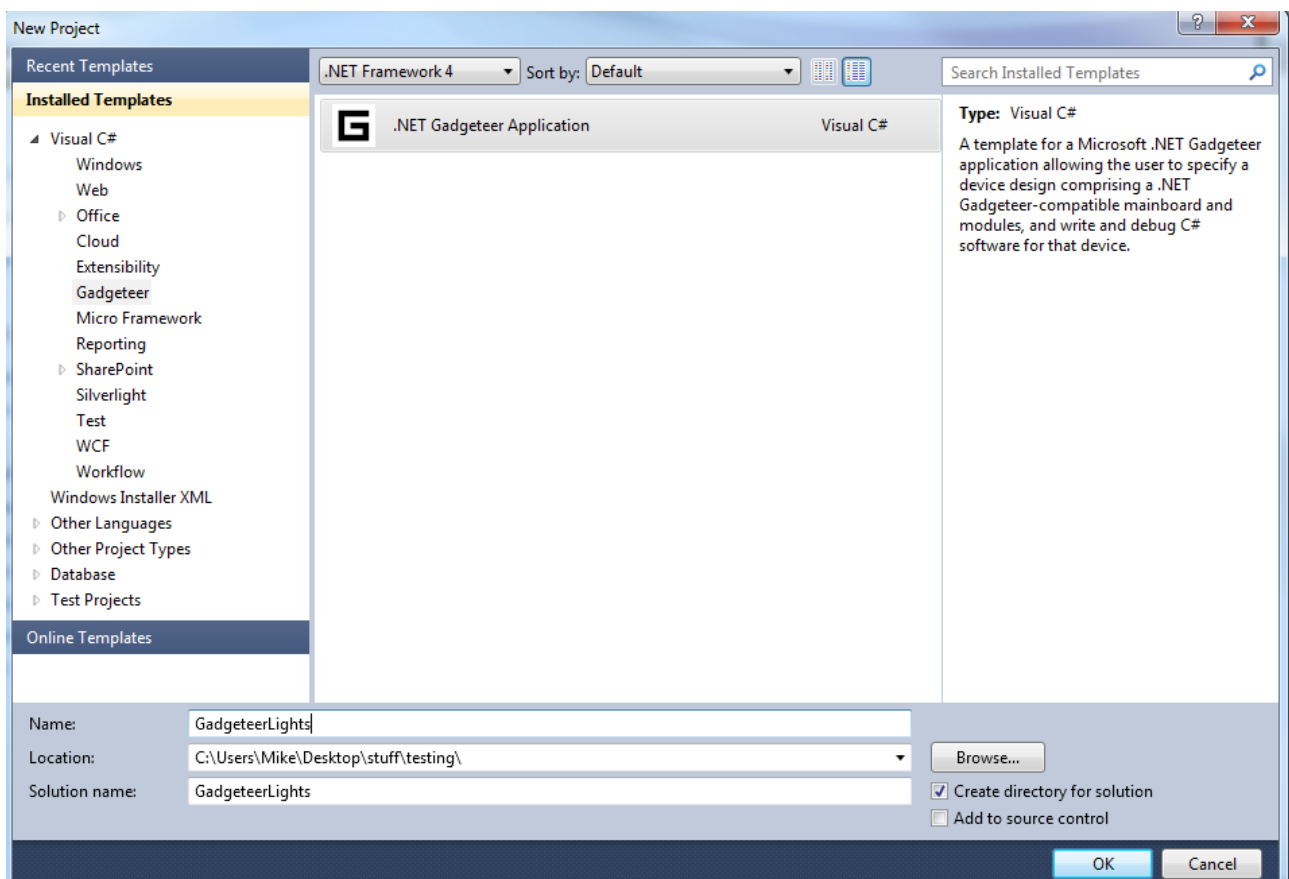 New Project
Recent Templates
Installed Templates
Visual C#
Windows
Web
Office
Cloud
Extensibility
Gadgeteer
Micro Framework
Reporting
SharePoint
Silverlight
Test
WCF
Workflow
Windows Installer XML
Other Languages
Other Project Types
Database
Test Projects
Online Templates
.NET Framework 4
Sort by: Default
.NET Gadgeteer Application Visual C#
Search Installed Templates
Type: Visual C#
A template for a Microsoft .NET Gadgeteer
application allowing the user to specify a
device design comprising a .NET
Gadgeteer-compatible mainboard and
modules, and write and debug C#
software for that device.
Name: GadgeteerLights
Location: C:\Users\Mike\Desktop\stuff\testing\
Browse...
Solution name: GadgeteerLights
Create directory for solution
Add to source control
OK Cancel